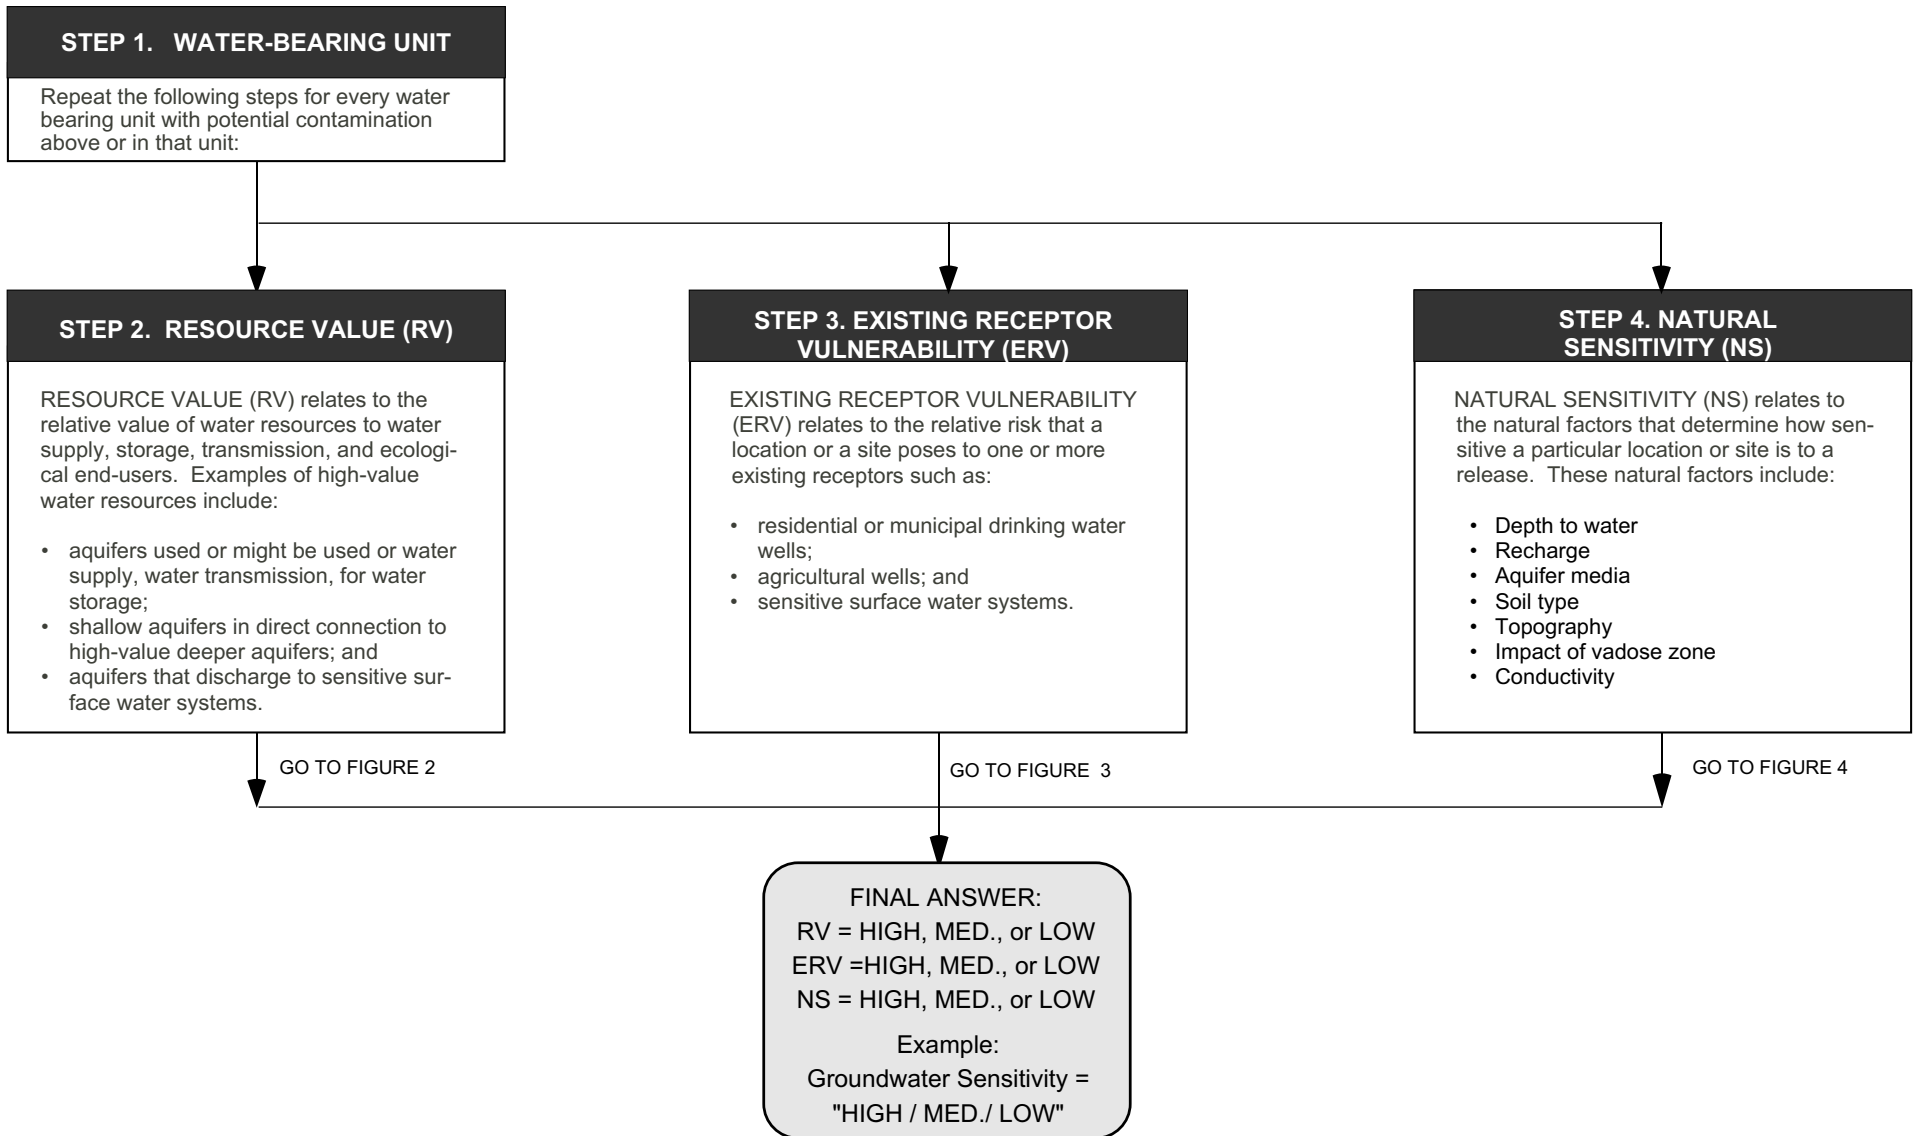 STEP 1. WATER-BEARING UNIT
Repeat the following steps for every water
bearing unit with potential contamination
above or in that unit:
STEP 2. RESOURCE VALUE (RV)
RESOURCE VALUE (RV) relates to the
relative value of water resources to water
supply, storage, transmission, and ecologi-
cal end-users. Examples of high-value
water resources include:
• aquifers used or might be used or water
supply, water transmission, for water
storage;
• shallow aquifers in direct connection to
high-value deeper aquifers; and
• aquifers that discharge to sensitive sur-
face water systems.
GO TO FIGURE 2
STEP 3. EXISTING RECEPTOR
VULNERABILITY (ERV)
EXISTING RECEPTOR VULNERABILITY
(ERV) relates to the relative risk that a
location or a site poses to one or more
existing receptors such as:
• residential or municipal drinking water
wells;
• agricultural wells; and
• sensitive surface water systems.
GO TO FIGURE 3
STEP 4. NATURAL
SENSITIVITY (NS)
NATURAL SENSITIVITY (NS) relates to
the natural factors that determine how sen-
sitive a particular location or site is to a
release. These natural factors include:
• Depth to water
• Recharge
• Aquifer media
• Soil type
• Topography
• Impact of vadose zone
• Conductivity
GO TO FIGURE 4
FINAL ANSWER:
RV = HIGH, MED., or LOW
ERV =HIGH, MED., or LOW
NS = HIGH, MED., or LOW
Example:
Groundwater Sensitivity =
"HIGH / MED./ LOW"